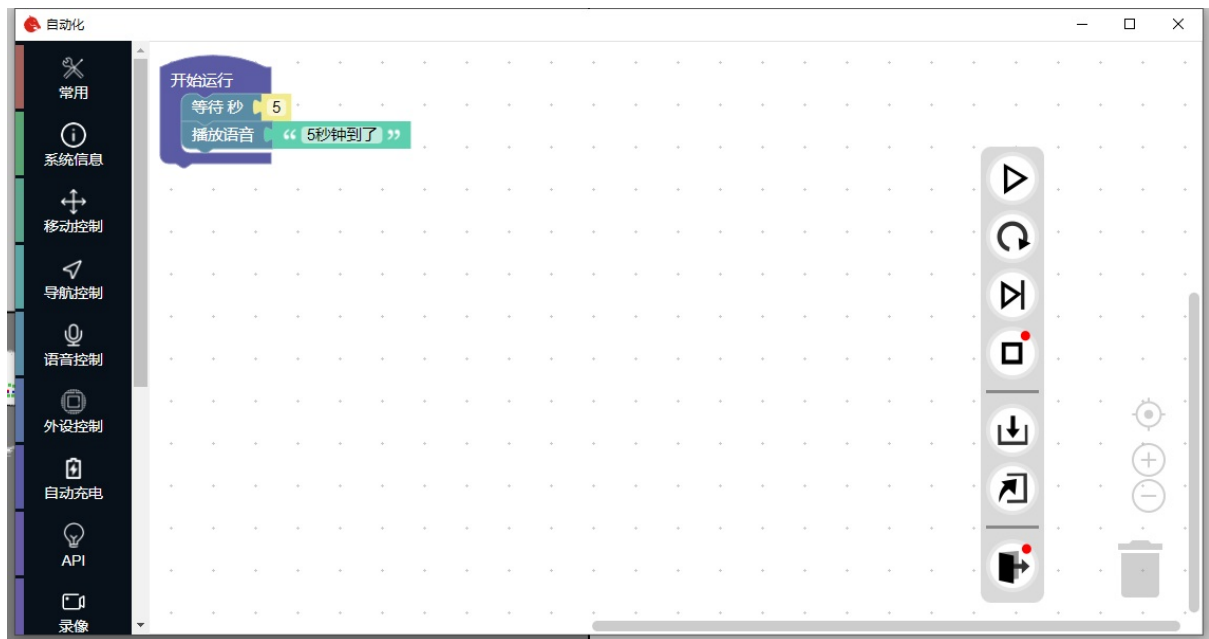 自动化
常用
系统信息
移动控制
导航控制
语音控制
外设控制
自动充电
API
录像
开始运行
等待 秒 5
播放语音 “ 5秒钟到了 ”